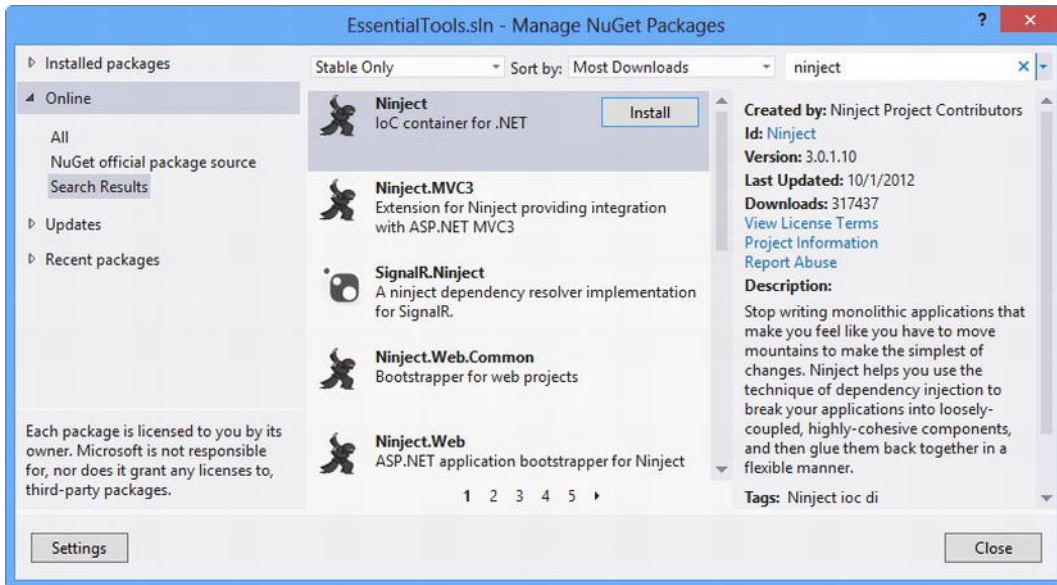 EssentialTools.sln - Manage NuGet Packages
?
Installed packages
Online
All
NuGet official package source
Search Results
Updates
Recent packages
Each package is licensed to you by its
owner. Microsoft is not responsible
for, nor does it grant any licenses to,
third-party packages.
Settings
Stable Only
Sort by: Most Downloads
ninject
Ninject
IoC container for .NET
Install
Ninject.MVC3
Extension for Ninject providing integration
with ASP.NET MVC3
SignalR.Ninject
A ninject dependency resolver implementation
for SignalR.
Ninject.Web.Common
Bootstrapper for web projects
Ninject.Web
ASP.NET application bootstrapper for Ninject
1 2 3 4 5
Created by: Ninject Project Contributors
Id: Ninject
Version: 3.0.1.10
Last Updated: 10/1/2012
Downloads: 317437
View License Terms
Project Information
Report Abuse
Description:
Stop writing monolithic applications that
make you feel like you have to move
mountains to make the simplest of
changes. Ninject helps you use the
technique of dependency injection to
break your applications into loosely-
coupled, highly-cohesive components,
and then glue them back together in a
flexible manner.
Tags: Ninject ioc di
Close